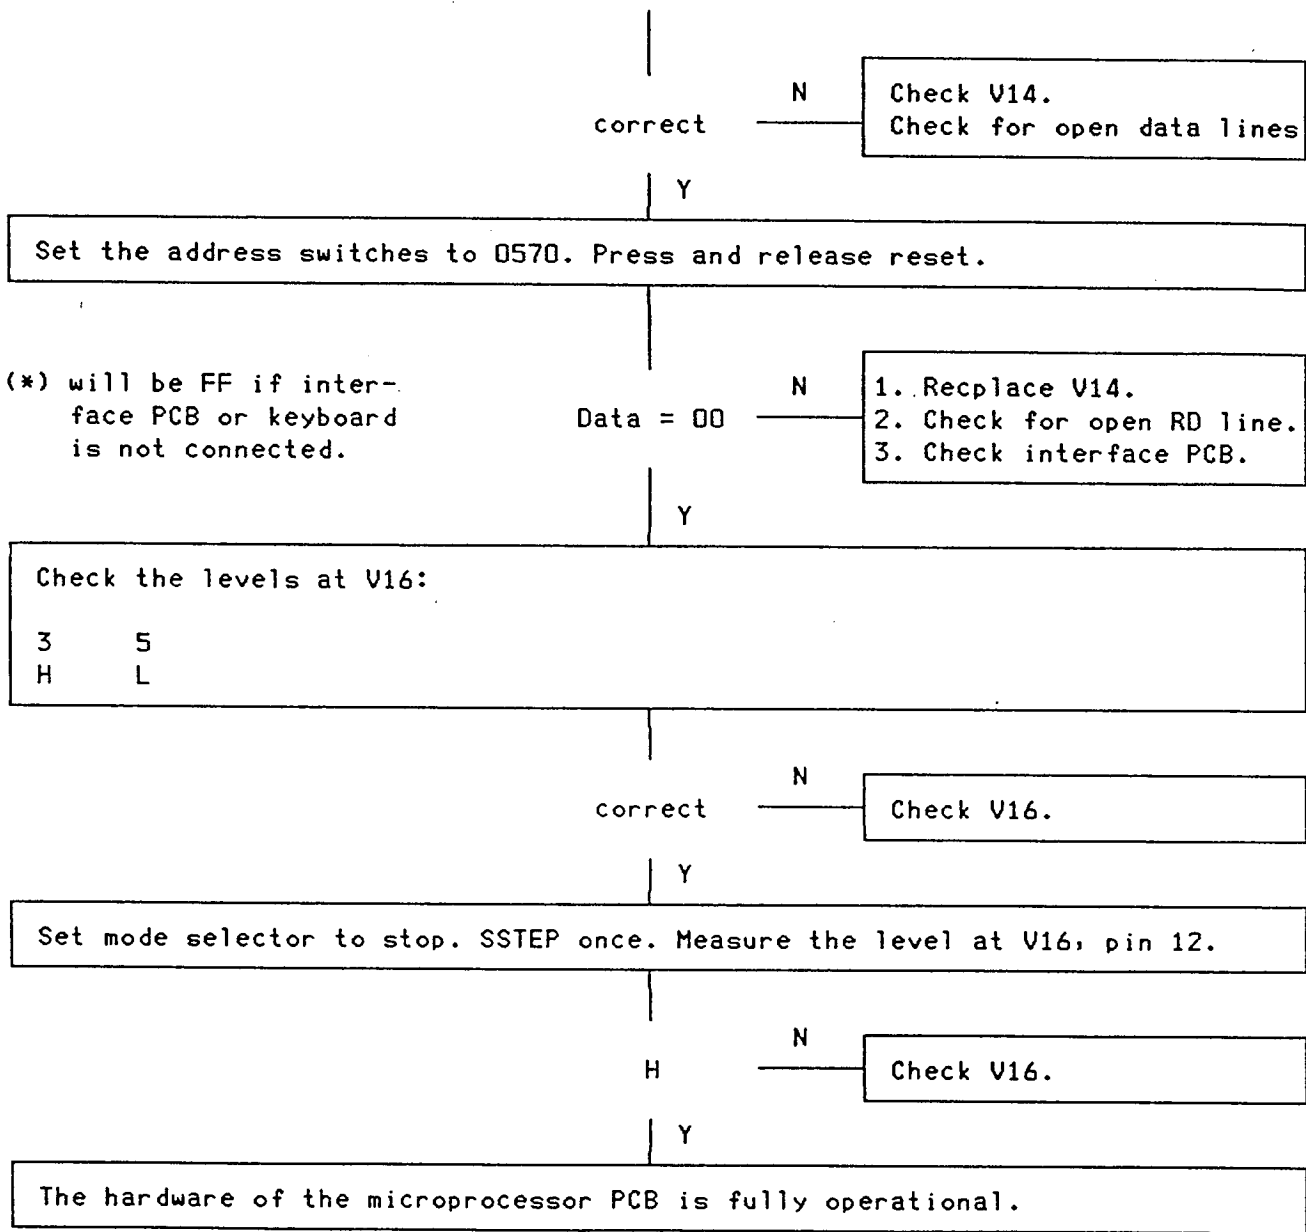 N
Check V14.
correct
Check for open data lines
Y
Set the address switches to 0570. Press and release reset.
(*) will be FF if inter-
face PCB or keyboard
is not connected.
Data = 00
N
1. Recplace V14.
2. Check for open RD line.
3. Check interface PCB.
Y
Check the levels at V16:
3 5
H L
N
correct
Check V16.
Y
Set mode selector to stop. SSTEP once. Measure the level at V16, pin 12.
N
H
Check V16.
Y
The hardware of the microprocessor PCB is fully operational.